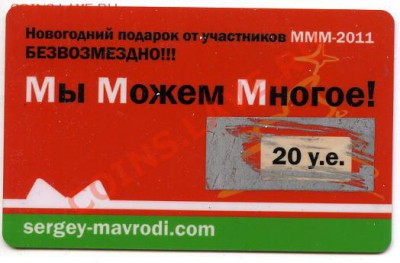 Новогодний подарок от участников МММ-2011
БЕЗВОЗМЕЗДНО!!!
Мы Можем Многое!
20 у.е.
sergey-mavrodi.com